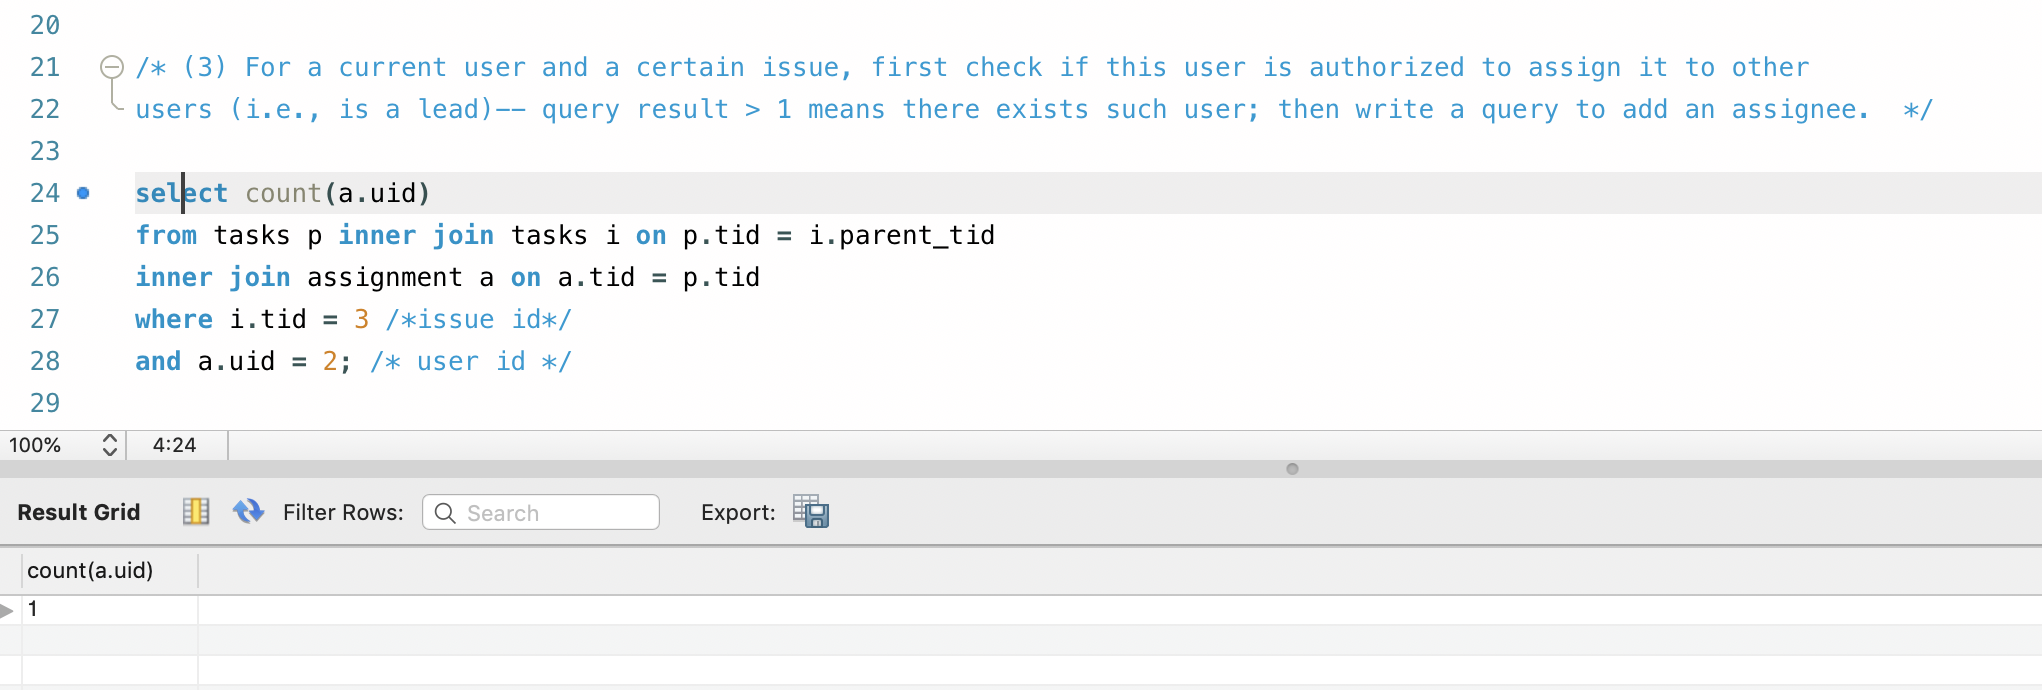 20
21 /* (3) For a current user and a certain issue, first check if this user is authorized to assign it to other
22 users (i.e., is a lead)-- query result > 1 means there exists such user; then write a query to add an assignee.  */
23
24 select count(a.uid)
25 from tasks p inner join tasks i on p.tid = i.parent_tid
26 inner join assignment a on a.tid = p.tid
27 where i.tid = 3 /*issue id*/
28 and a.uid = 2; /* user id */
29
100% 4:24
Result Grid Filter Rows: Search Export:
count(a.uid)
1